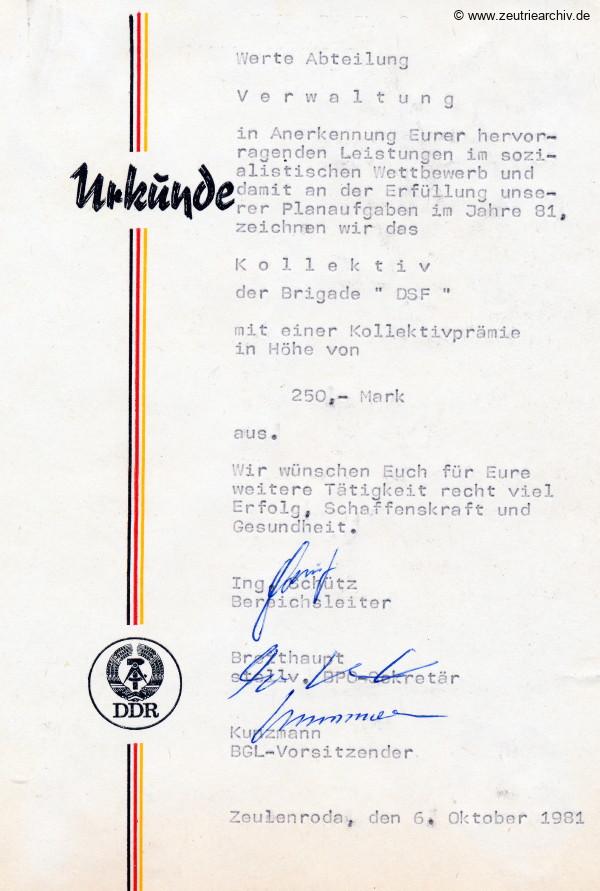 © www.zeutriearchiv.de
Werte Abteilung
V e r w a l t u n g
in Anerkennung Eurer hervor-
ragenden Leistungen im sozi-
alistischen Wettbewerb und
damit an der Erfüllung unse-
rer Planaufgaben im Jahre 81,
zeichnen wir das
Urkunde
K o l l e k t i v
der Brigade " DSF "
mit einer Kollektivprämie
in Höhe von
250,- Mark
aus.
Wir wünschen Euch für Eure
weitere Tätigkeit recht viel
Erfolg, Schaffenskraft und
Gesundheit.
Ing. Schütz
Bereichsleiter
Breithaupt
stellv. BPO-Sekretär
DDR
Kunzmann
BGL-Vorsitzender
Zeulenroda, den 6. Oktober 1981